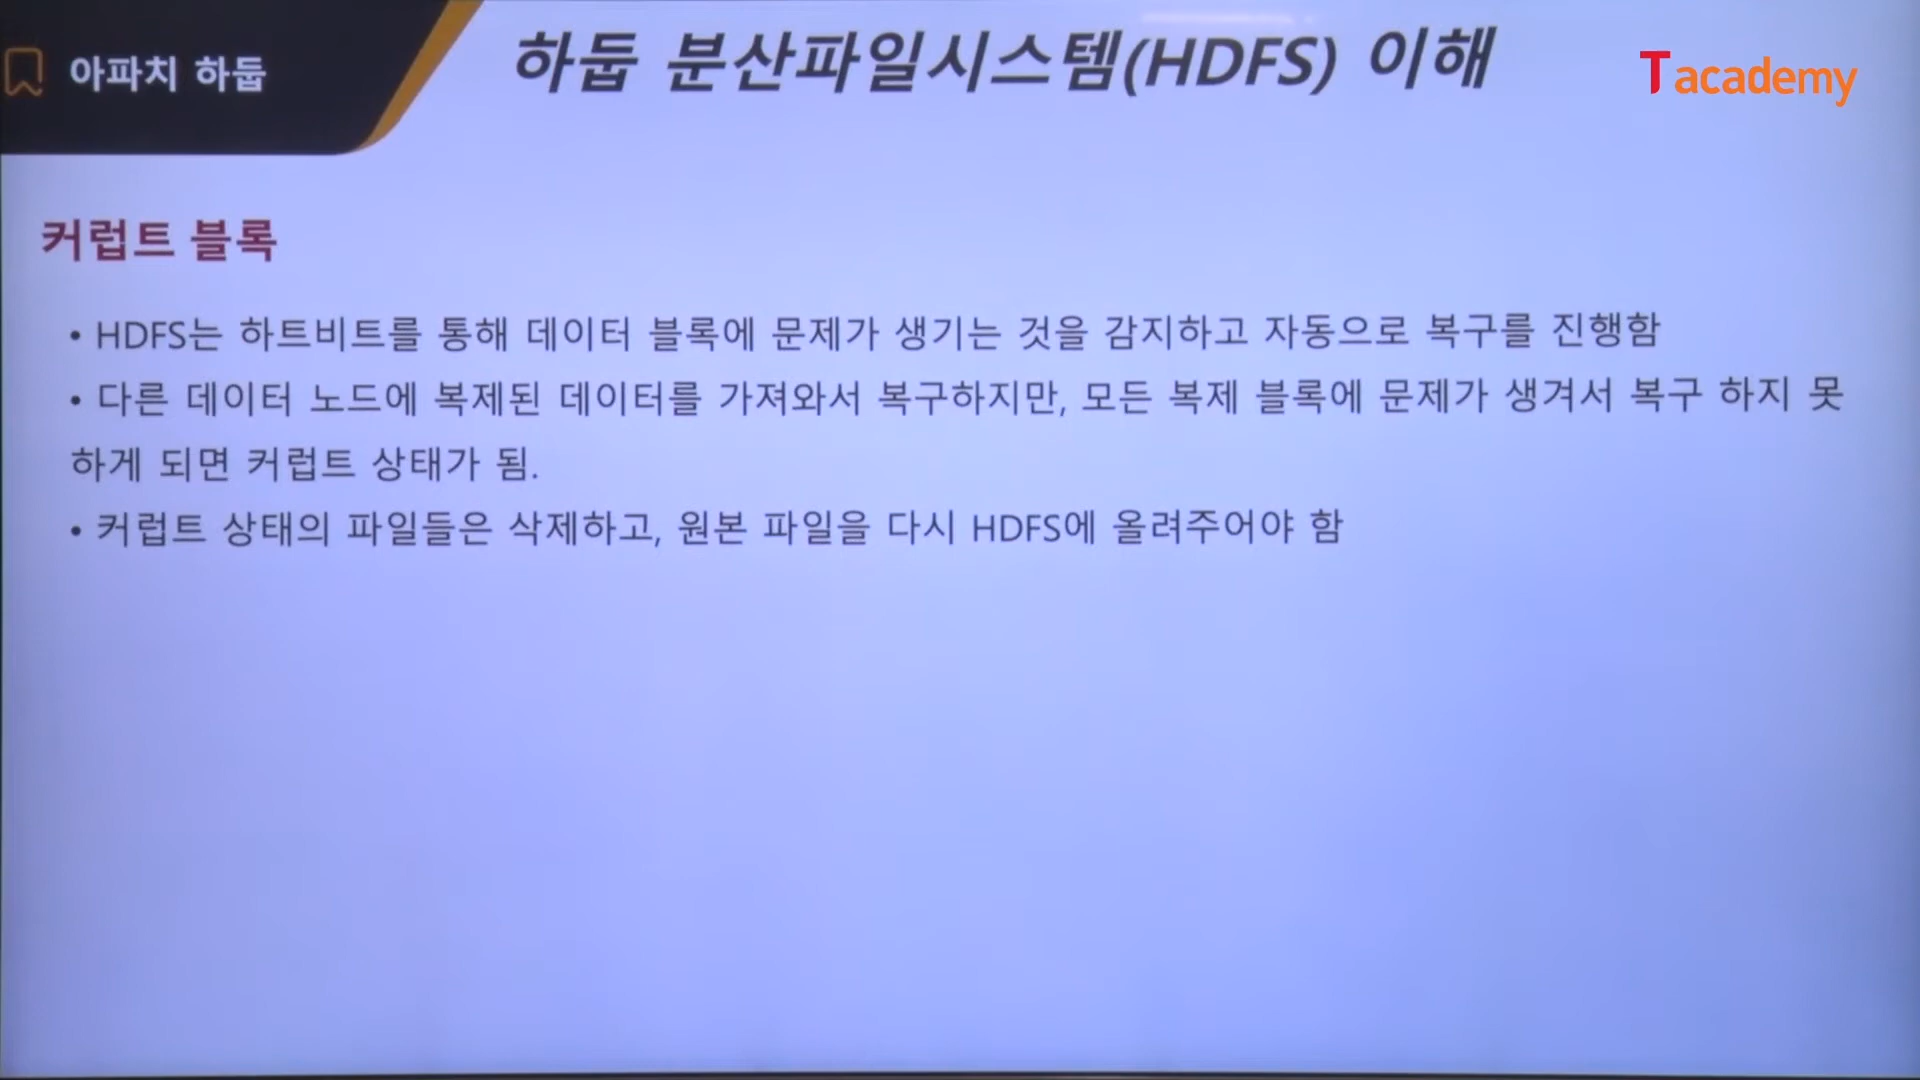 아파치 하둡
하둡 분산파일시스템(HDFS) 이해
Tacademy
커럽트 블록
• HDFS는 하트비트를 통해 데이터 블록에 문제가 생기는 것을 감지하고 자동으로 복구를 진행함
• 다른 데이터 노드에 복제된 데이터를 가져와서 복구하지만, 모든 복제 블록에 문제가 생겨서 복구 하지 못
하게 되면 커럽트 상태가 됨.
• 커럽트 상태의 파일들은 삭제하고, 원본 파일을 다시 HDFS에 올려주어야 함